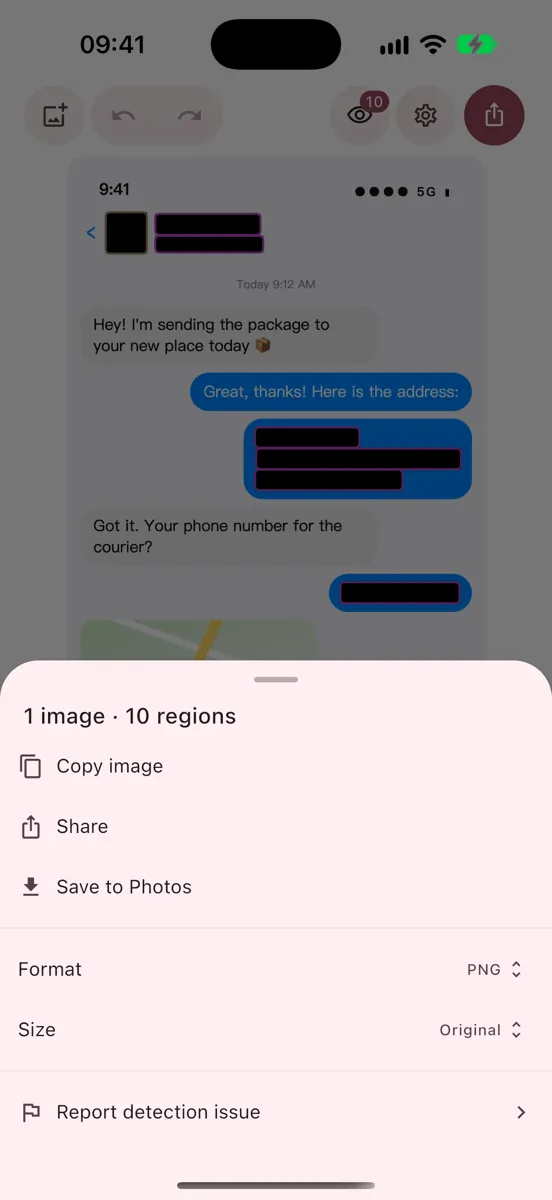 09:41
10
9:41
5G
Today 9:12 AM
Hey! I'm sending the package to
your new place today 📦
Great, thanks! Here is the address:
Got it. Your phone number for the
courier?
1 image · 10 regions
Copy image
Share
Save to Photos
Format
PNG
Size
Original
Report detection issue